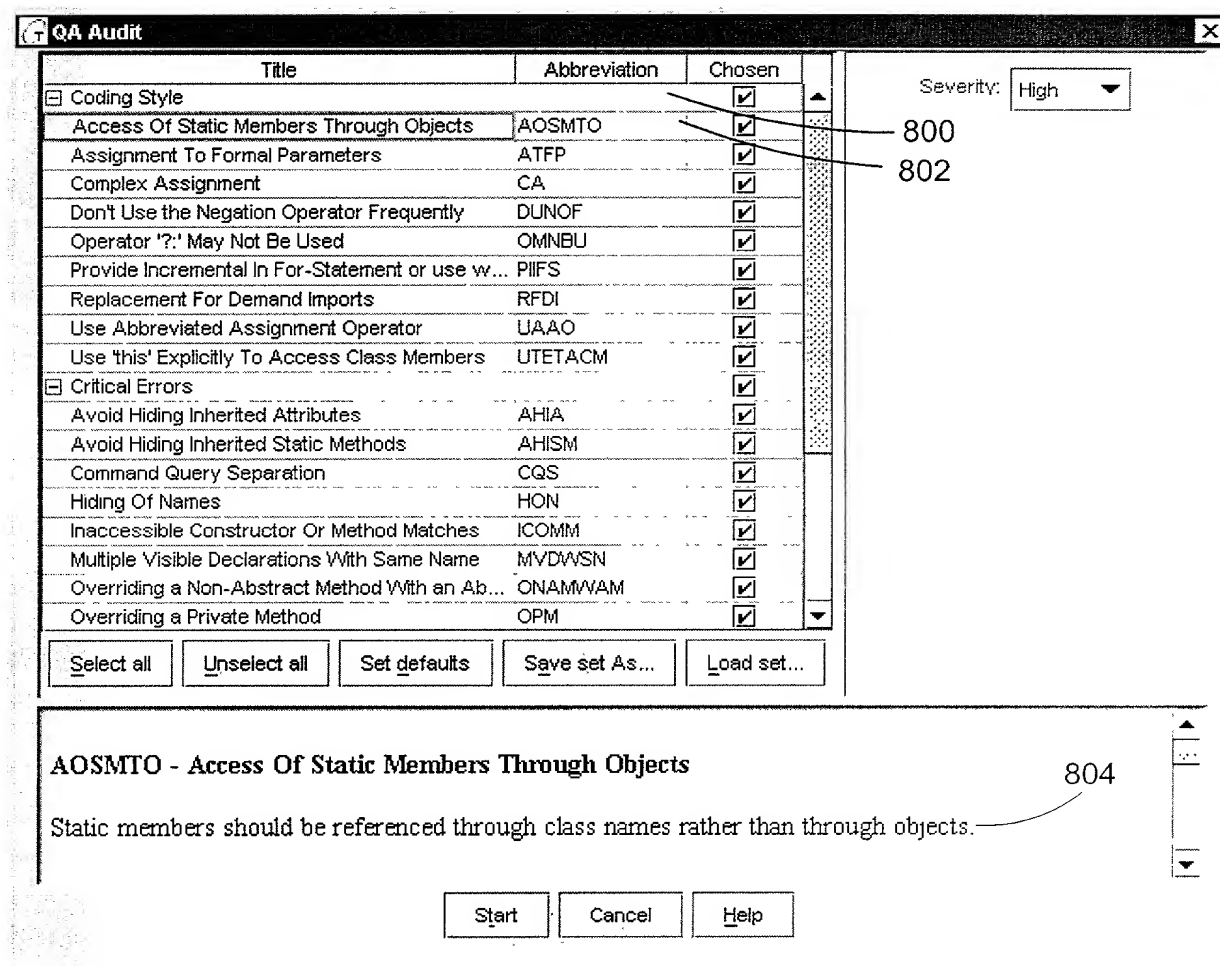 QA Audit
Title Abbreviation Chosen
Severity: High
Coding Style
800
Access Of Static Members Through Objects AOSMTO
802
Assignment To Formal Parameters ATFP
Complex Assignment CA
Don't Use the Negation Operator Frequently DUNOF
Operator '?:' May Not Be Used OMNBU
Provide Incremental In For-Statement or use w... PIIFS
Replacement For Demand Imports RFDI
Use Abbreviated Assignment Operator UAAO
Use 'this' Explicitly To Access Class Members UTETACM
Critical Errors
Avoid Hiding Inherited Attributes AHIA
Avoid Hiding Inherited Static Methods AHISM
Command Query Separation CQS
Hiding Of Names HON
Inaccessible Constructor Or Method Matches ICOMM
Multiple Visible Declarations With Same Name MVDWSN
Overriding a Non-Abstract Method With an Ab... ONAMWAM
Overriding a Private Method OPM
Select all Unselect all Set defaults Save set As... Load set...
AOSMTO - Access Of Static Members Through Objects
804
Static members should be referenced through class names rather than through objects.
Start Cancel Help